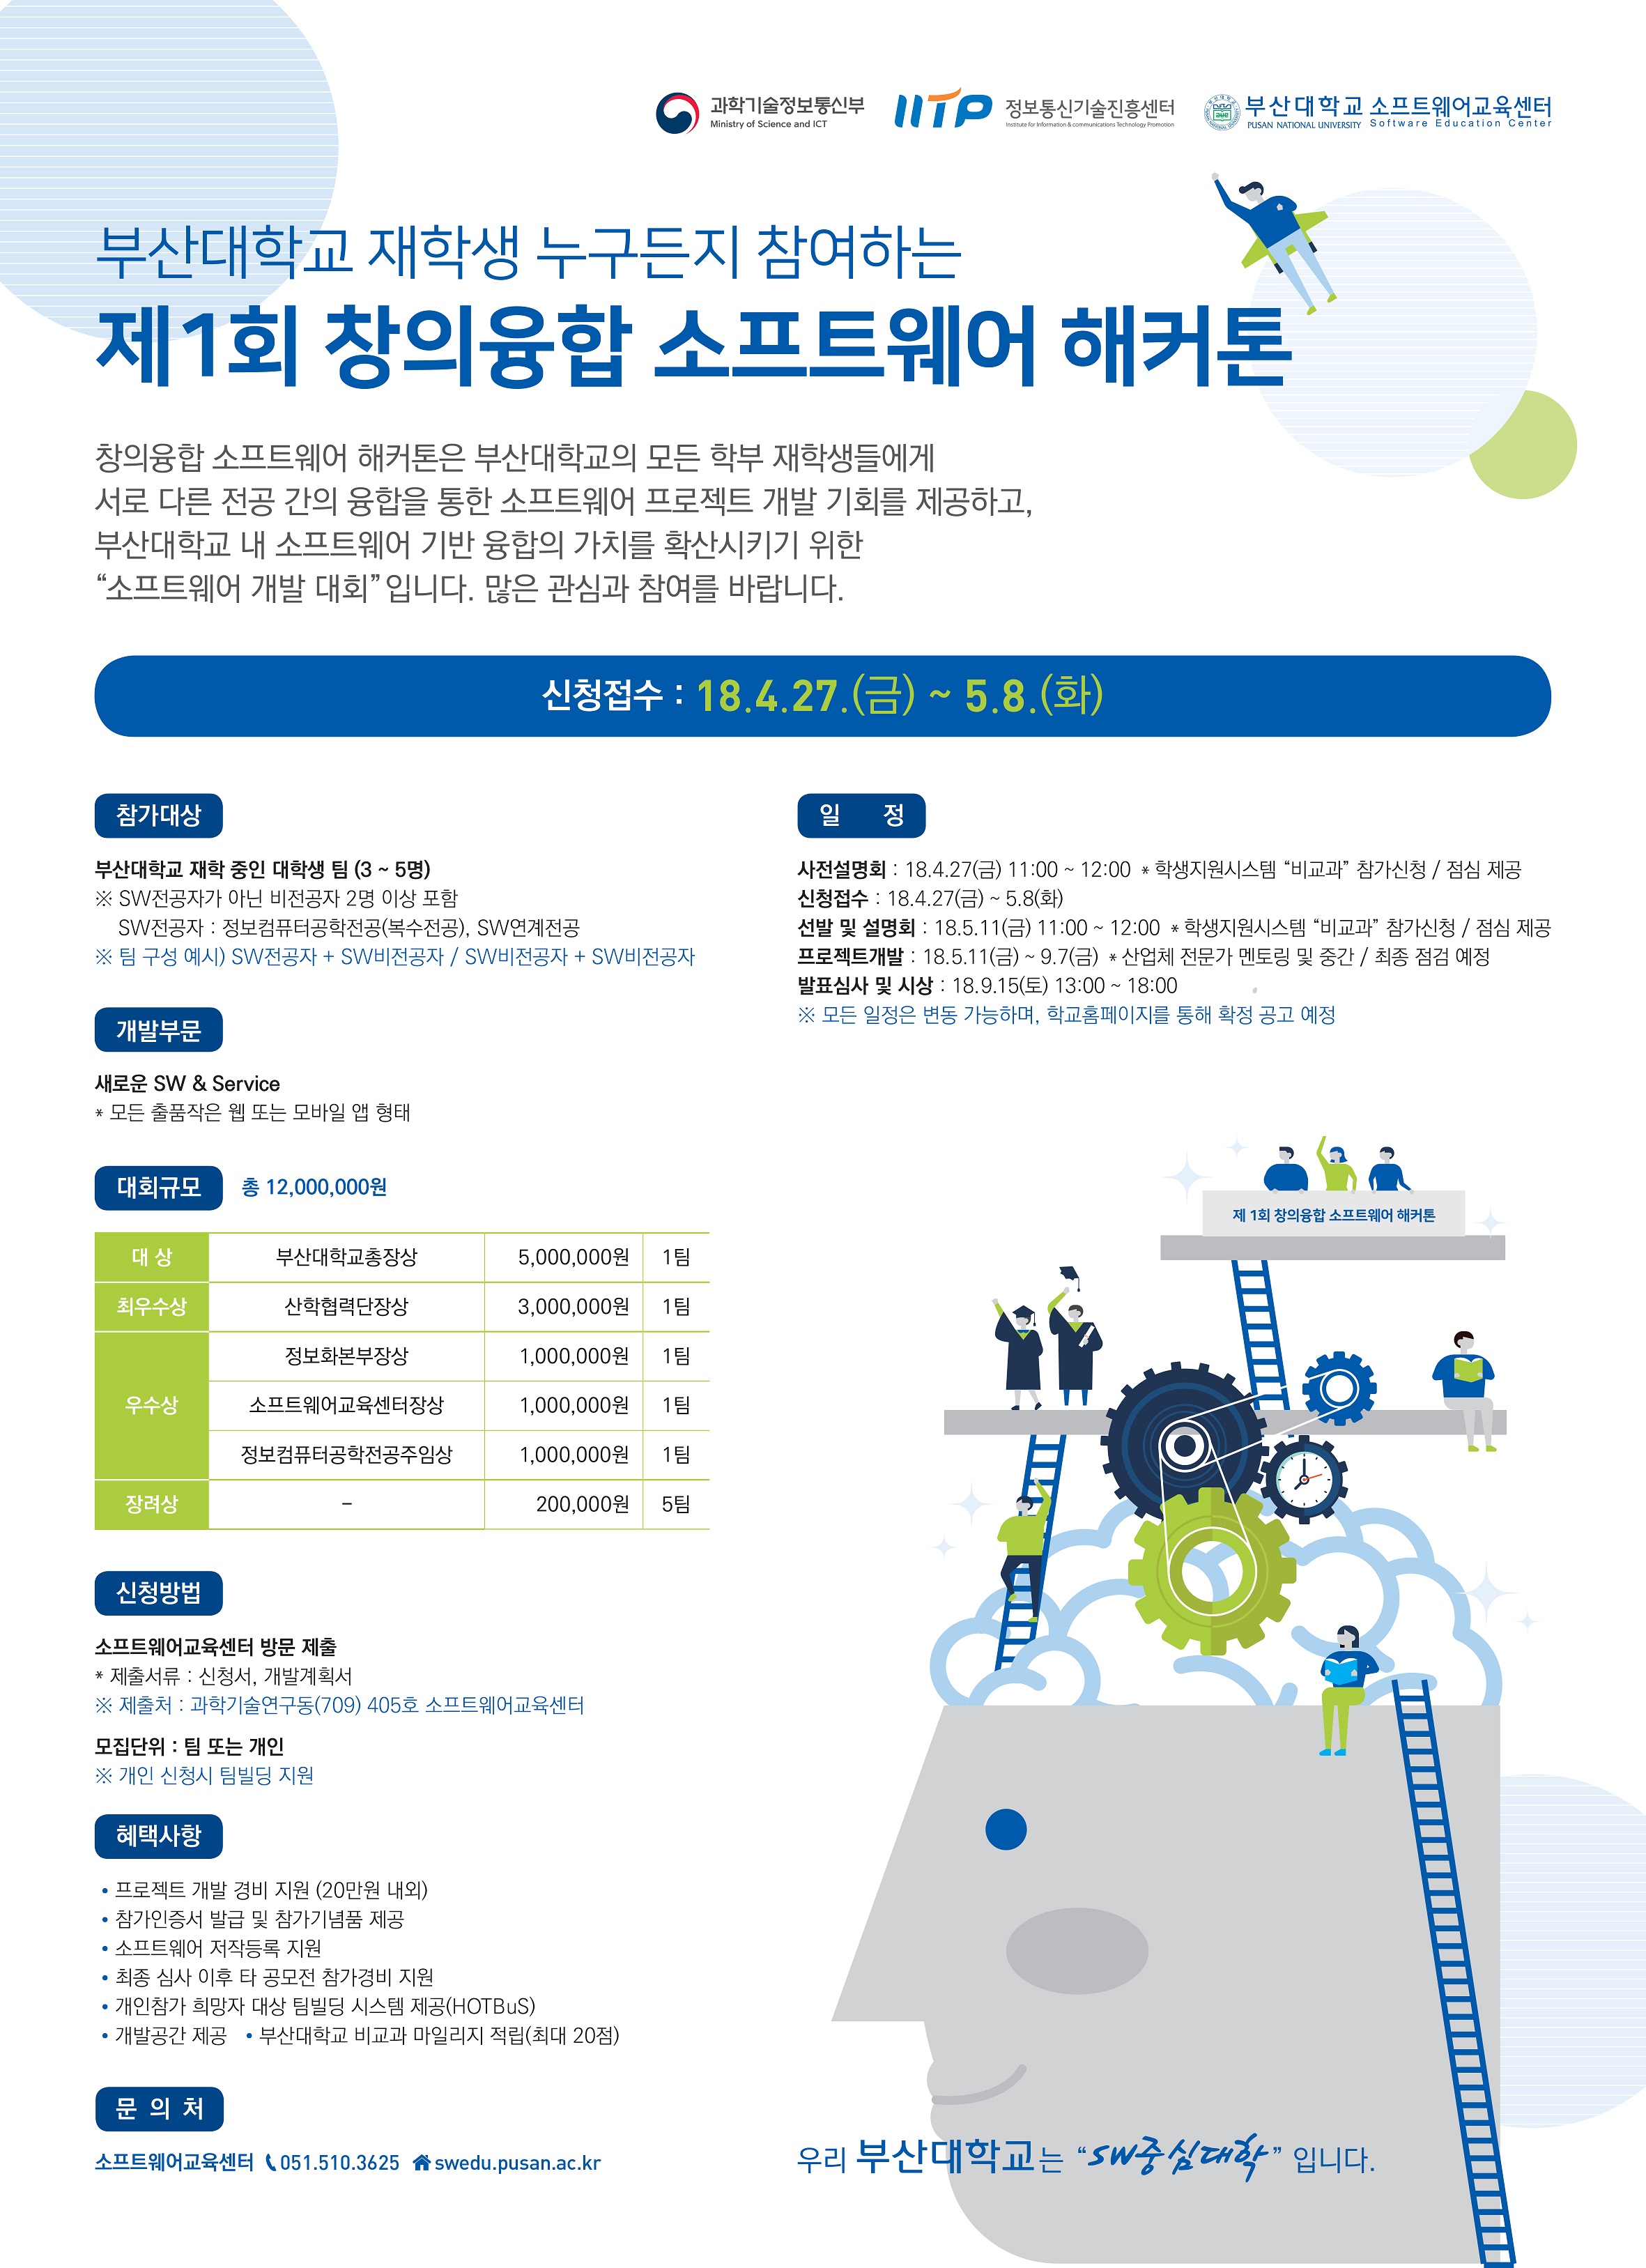 과학기술정보통신부
Ministry of Science and ICT
IITP 정보통신기술진흥센터
Institute for Information & communications Technology Promotion
부산대학교 소프트웨어교육센터
PUSAN NATIONAL UNIVERSITY Software Education Center
부산대학교 재학생 누구든지 참여하는
제1회 창의융합 소프트웨어 해커톤
창의융합 소프트웨어 해커톤은 부산대학교의 모든 학부 재학생들에게
서로 다른 전공 간의 융합을 통한 소프트웨어 프로젝트 개발 기회를 제공하고,
부산대학교 내 소프트웨어 기반 융합의 가치를 확산시키기 위한
“소프트웨어 개발 대회”입니다. 많은 관심과 참여를 바랍니다.
신청접수 : 18.4.27.(금) ~ 5.8.(화)
참가대상
부산대학교 재학 중인 대학생 팀 (3 ~ 5명)
※ SW전공자가 아닌 비전공자 2명 이상 포함
SW전공자 : 정보컴퓨터공학전공(복수전공), SW연계전공
※ 팀 구성 예시) SW전공자 + SW비전공자 / SW비전공자 + SW비전공자
개발부문
새로운 SW & Service
* 모든 출품작은 웹 또는 모바일 앱 형태
대회규모 총 12,000,000원
대 상 부산대학교총장상 5,000,000원 1팀
최우수상 산학협력단장상 3,000,000원 1팀
우수상 정보화본부장상 1,000,000원 1팀
소프트웨어교육센터장상 1,000,000원 1팀
정보컴퓨터공학전공주임상 1,000,000원 1팀
장려상 – 200,000원 5팀
신청방법
소프트웨어교육센터 방문 제출
* 제출서류 : 신청서, 개발계획서
※ 제출처 : 과학기술연구동(709) 405호 소프트웨어교육센터
모집단위 : 팀 또는 개인
※ 개인 신청시 팀빌딩 지원
혜택사항
• 프로젝트 개발 경비 지원 (20만원 내외)
• 참가인증서 발급 및 참가기념품 제공
• 소프트웨어 저작등록 지원
• 최종 심사 이후 타 공모전 참가경비 지원
• 개인참가 희망자 대상 팀빌딩 시스템 제공(HOTBuS)
• 개발공간 제공 • 부산대학교 비교과 마일리지 적립(최대 20점)
문 의 처
소프트웨어교육센터 051.510.3625 swedu.pusan.ac.kr
일 정
사전설명회 : 18.4.27(금) 11:00 ~ 12:00 * 학생지원시스템 “비교과” 참가신청 / 점심 제공
신청접수 : 18.4.27(금) ~ 5.8(화)
선발 및 설명회 : 18.5.11(금) 11:00 ~ 12:00 * 학생지원시스템 “비교과” 참가신청 / 점심 제공
프로젝트개발 : 18.5.11(금) ~ 9.7(금) * 산업체 전문가 멘토링 및 중간 / 최종 점검 예정
발표심사 및 시상 : 18.9.15(토) 13:00 ~ 18:00
※ 모든 일정은 변동 가능하며, 학교홈페이지를 통해 확정 공고 예정
제 1회 창의융합 소프트웨어 해커톤
우리 부산대학교는 “SW중심대학” 입니다.